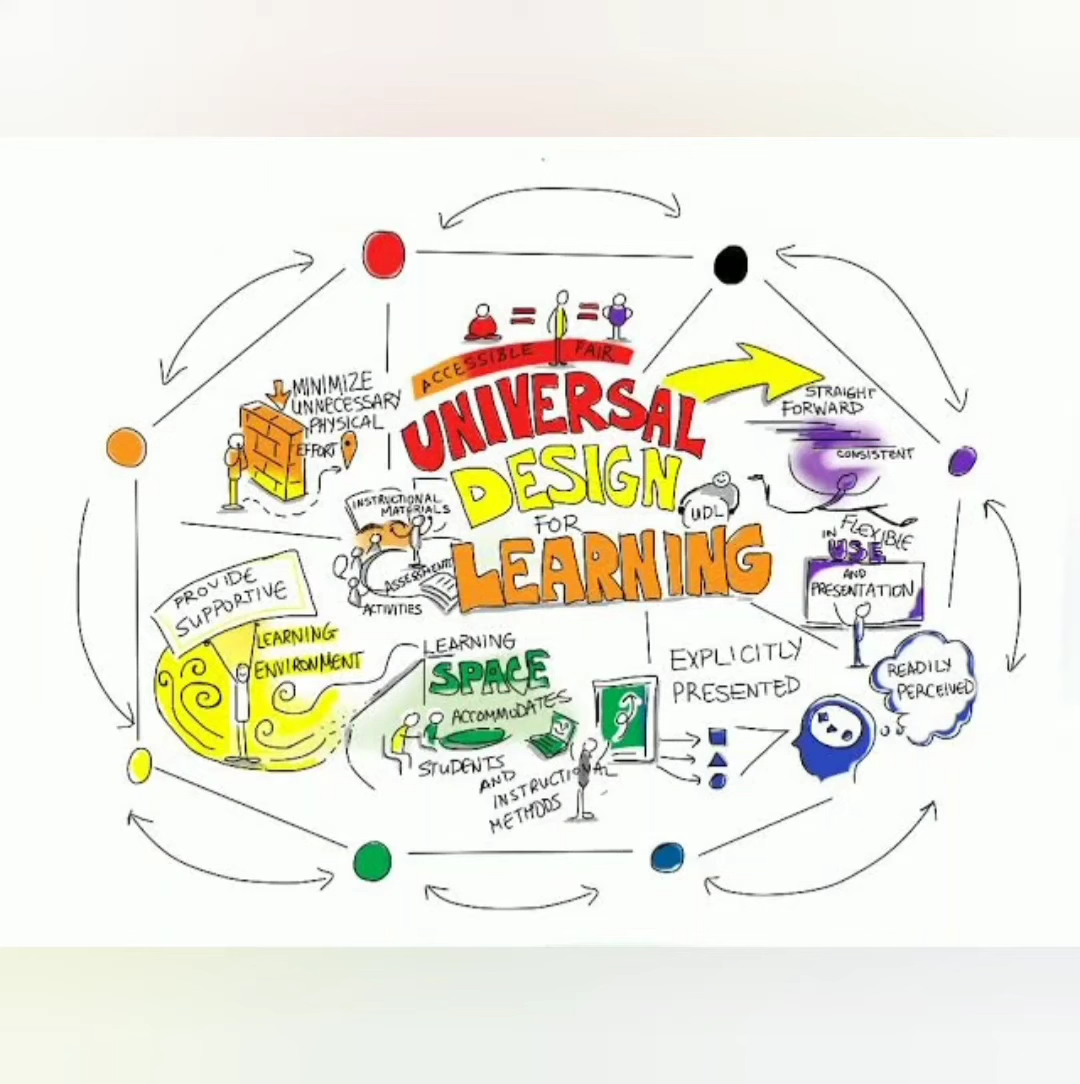 ACCESSIBLE FAIR
UNIVERSAL
DESIGN
FOR
LEARNING
UDL
STRAIGHT
FORWARD
CONSISTENT
IN FLEXIBLE
USE
AND
PRESENTATION
READILY
PERCEIVED
EXPLICITLY
PRESENTED
LEARNING
SPACE
ACCOMMODATES
STUDENTS
AND
INSTRUCTIONAL
METHODS
PROVIDE
SUPPORTIVE
LEARNING
ENVIRONMENT
MINIMIZE
UNNECESSARY
PHYSICAL
EFFORT
INSTRUCTIONAL
MATERIALS
ASSESSMENT
ACTIVITIES